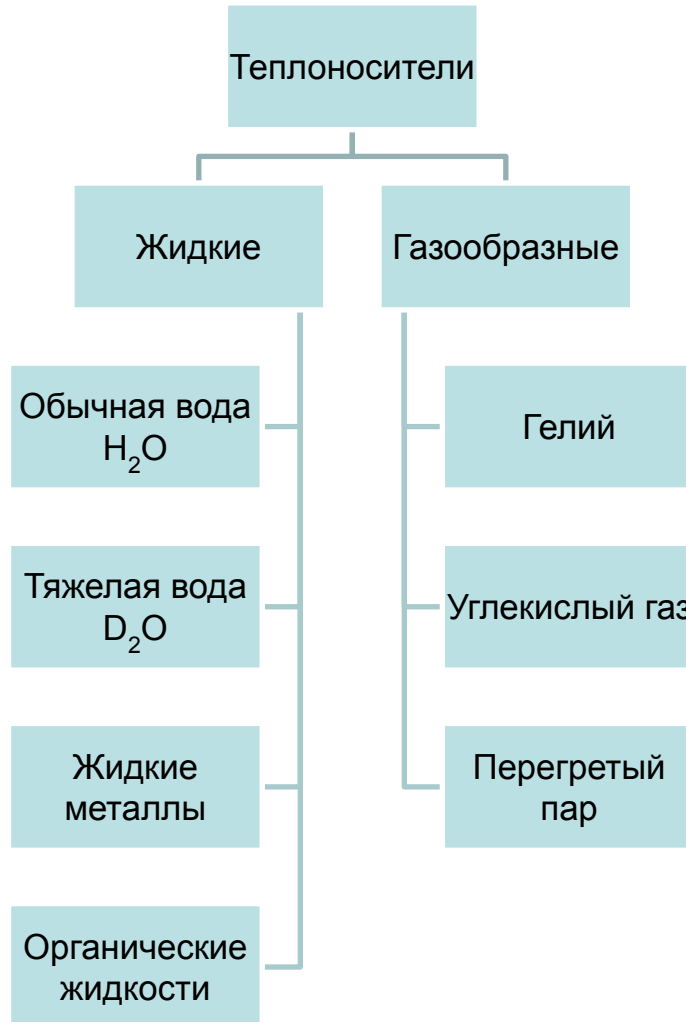 Теплоносители
Жидкие
Газообразные
Обычная вода
H₂O
Тяжелая вода
D₂O
Жидкие
металлы
Органические
жидкости
Гелий
Углекислый газ
Перегретый
пар